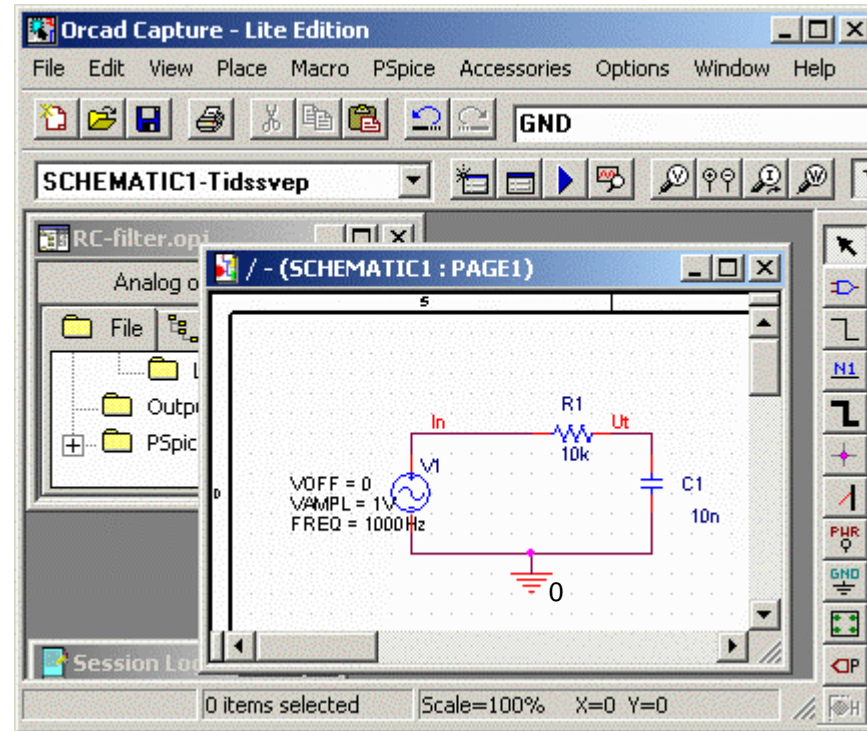 Orcad Capture - Lite Edition
File Edit View Place Macro PSpice Accessories Options Window Help
GND
SCHEMATIC1-Tidssvep
V I W
RC-filter.opj
Analog o
/ - (SCHEMATIC1 : PAGE1)
5
File
L
Outpu
PSpic
D
In
R1
10k
Ut
V1
VOFF = 0
VAMPL = 1V
FREQ = 1000Hz
C1
10n
0
N1
PWR
GND
P
H
Session Log
0 items selected Scale=100% X=0 Y=0